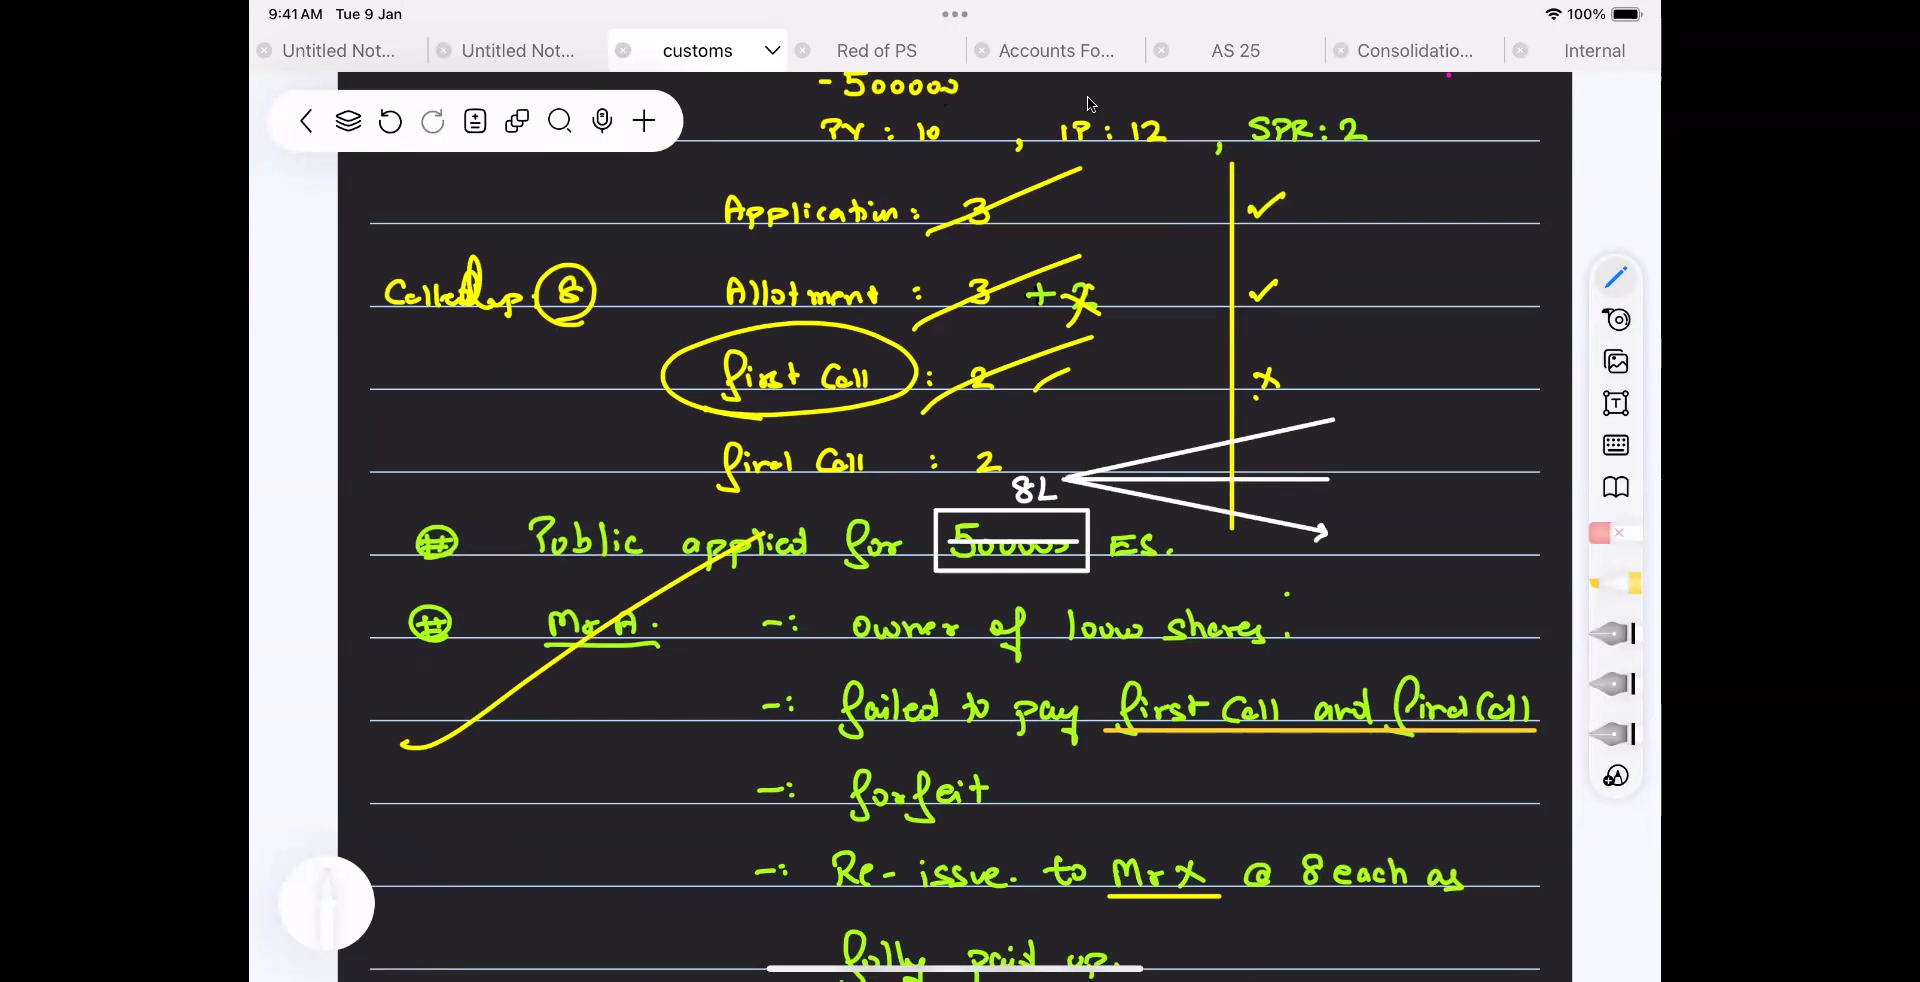 9:41 AM Tue 9 Jan
100%
Untitled Not... Untitled Not... customs Red of PS Accounts Fo... AS 25 Consolidatio... Internal
- 500000
FV : 10 , IP : 12 , SPR : 2
Application : 3 ✓
Called up 8 Allotment : 3 + ✓
first Call : 2 x
final Call : 2
8L
# Public applied for 500000 ES.
# Mr A. -: owner of 1000 shares.
-: failed to pay first Call and final Call
-: forfeit
-: Re-issue. to Mr X @ 8 each as
fully paid up.